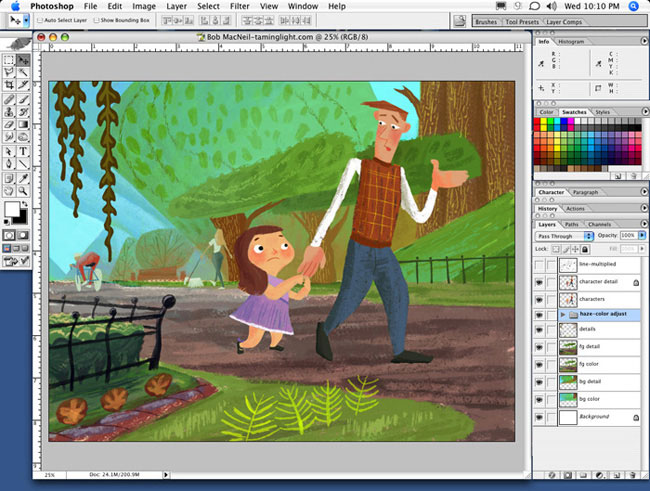 Photoshop File Edit Image Layer Select Filter View Window Help Wed 10:10 PM
Auto Select Layer Show Bounding Box Brushes Tool Presets Layer Comps
Bob MacNeil-taminglight.com @ 25% (RGB/8)
Info Histogram
R : C :
G : M :
B : Y :
K :
X : W :
Y : H :
Color Swatches Styles
Character Paragraph
History Actions
Layers Paths Channels
Pass Through Opacity: 100%
Lock: Fill:
line-multiplied
character detail
characters
haze-color adjust
details
fg detail
fg color
bg detail
bg color
Background
25% Doc: 24.1M/200.9M